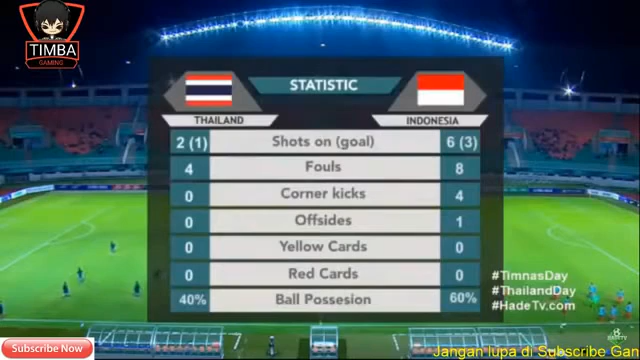 TIMBA
GAMING
STATISTIC
THAILAND INDONESIA
2 (1) Shots on (goal) 6 (3)
4 Fouls 8
0 Corner kicks 4
0 Offsides 1
0 Yellow Cards 0
0 Red Cards 0
40% Ball Possesion 60%
#TimnasDay
#ThailandDay
#HadeTv.com
Subscribe Now
Jangan lupa di Subscribe Gan